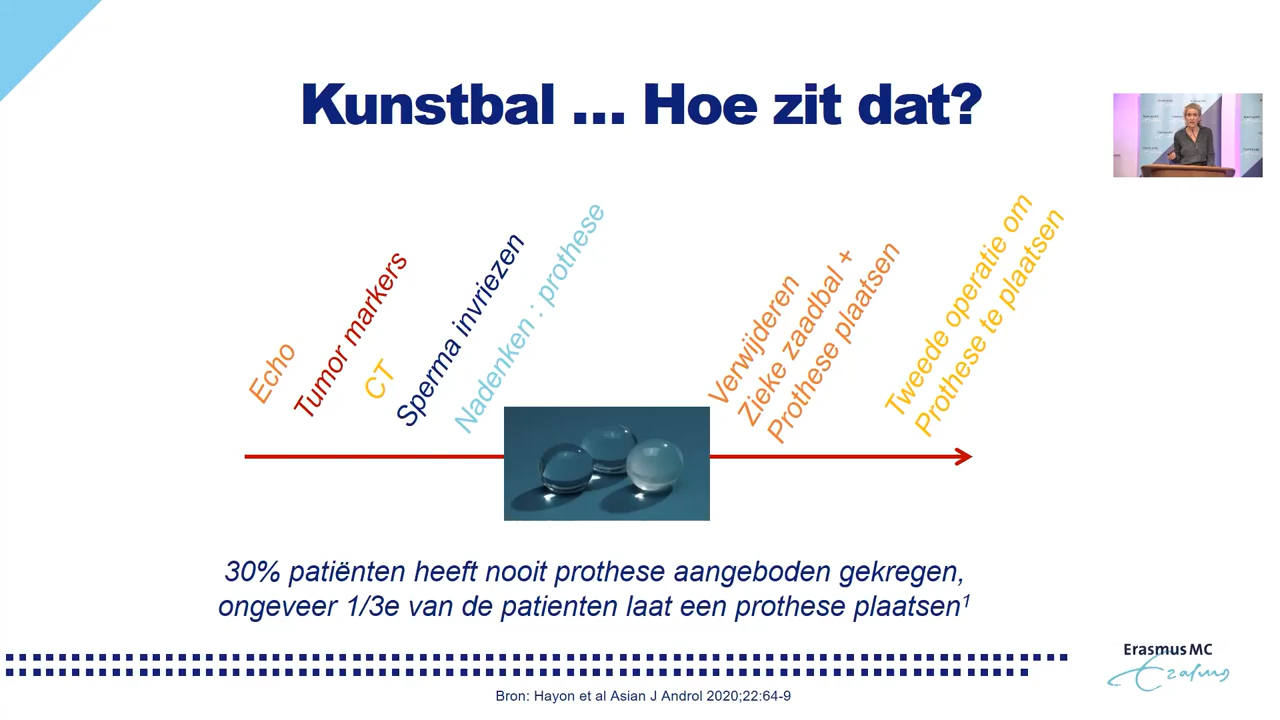 Kunstbal ... Hoe zit dat?
Echo
Tumor markers
CT
Sperma invriezen
Nadenken : prothese
Verwijderen
Zieke zaadbal +
Prothese plaatsen
Tweede operatie om
Prothese te plaatsen
30% patiënten heeft nooit prothese aangeboden gekregen,
ongeveer 1/3e van de patienten laat een prothese plaatsen1
Erasmus MC
Erasmus
Bron: Hayon et al Asian J Androl 2020;22:64-9